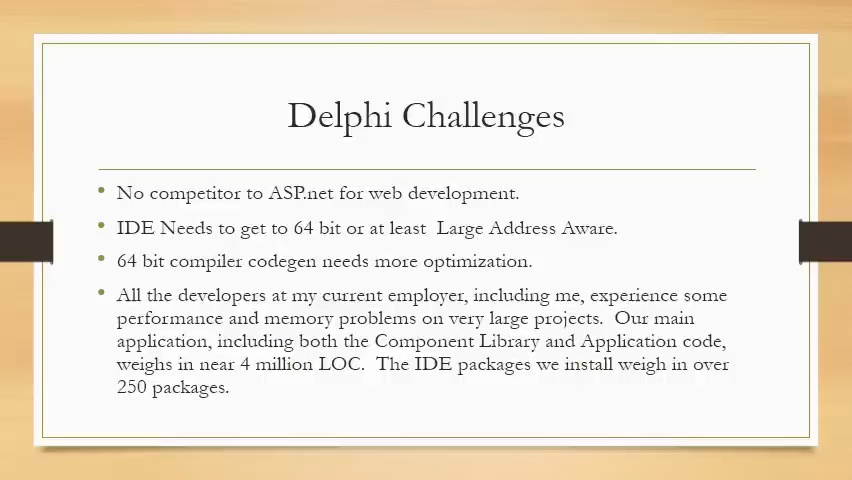 Delphi Challenges
• No competitor to ASP.net for web development.
• IDE Needs to get to 64 bit or at least  Large Address Aware.
• 64 bit compiler codegen needs more optimization.
• All the developers at my current employer, including me, experience some
performance and memory problems on very large projects.  Our main
application, including both the Component Library and Application code,
weighs in near 4 million LOC.  The IDE packages we install weigh in over
250 packages.